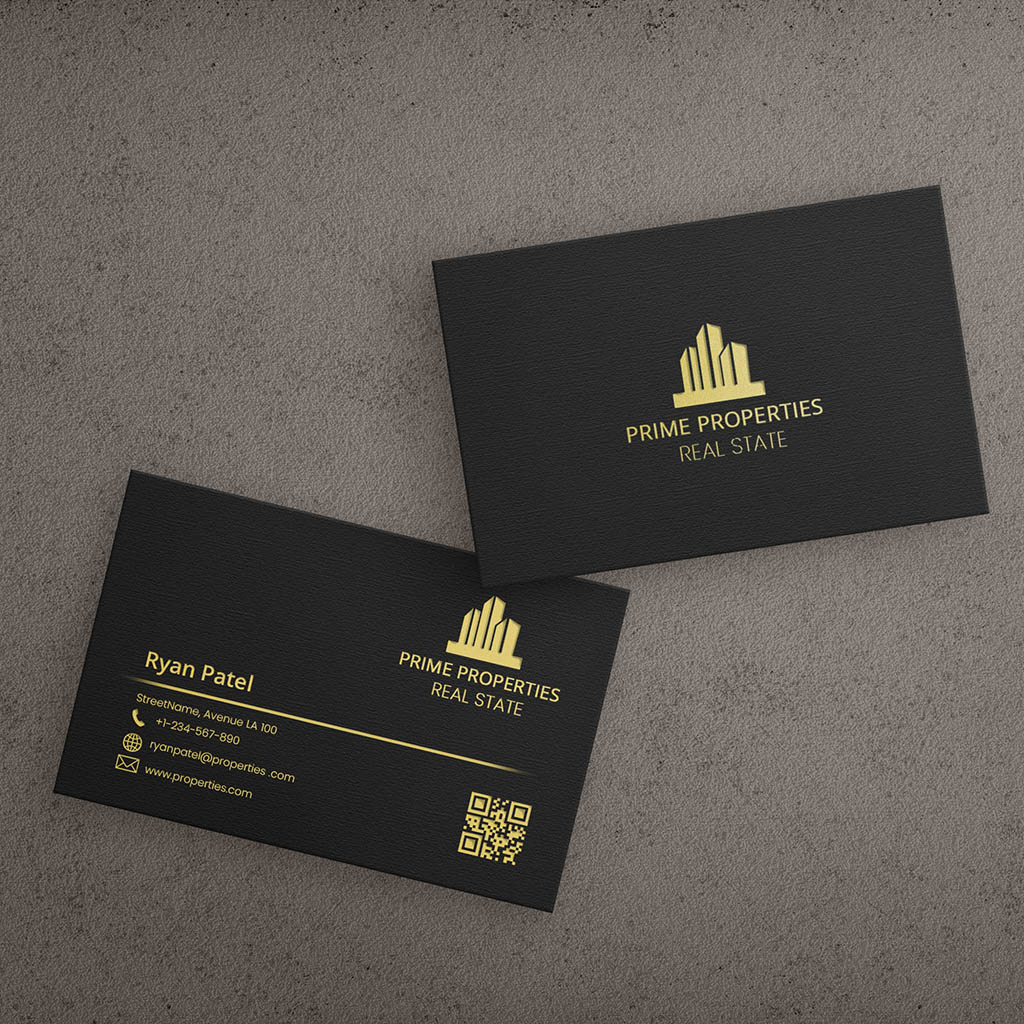 PRIME PROPERTIES
REAL STATE
PRIME PROPERTIES
REAL STATE
Ryan Patel
StreetName, Avenue LA 100
+1-234-567-890
ryanpatel@properties .com
www.properties.com